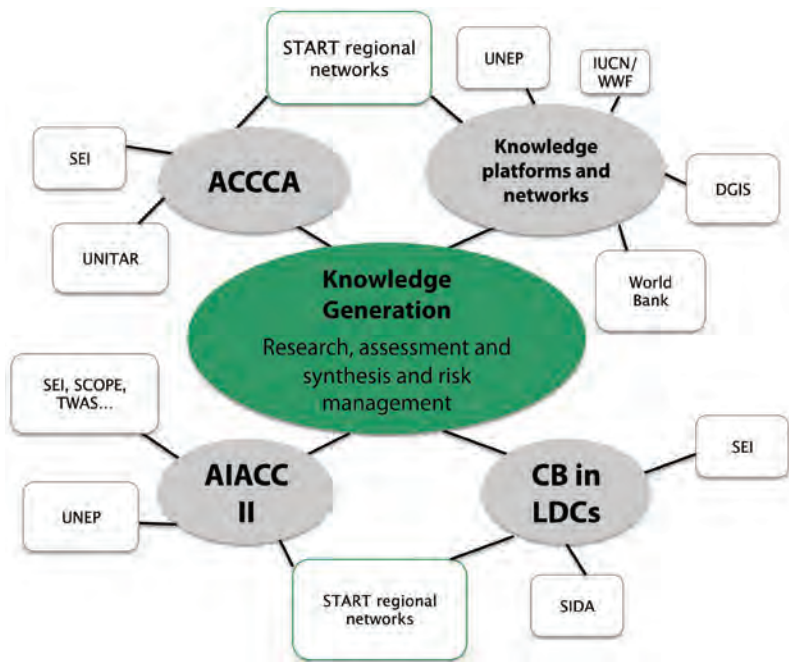 START regional
networks
UNEP
IUCN/
WWF
SEI
ACCCA
Knowledge
platforms and
networks
DGIS
UNITAR
World
Bank
Knowledge
Generation
Research, assessment and
synthesis and risk
management
SEI, SCOPE,
TWAS...
AIACC
II
CB in
LDCs
SEI
UNEP
START regional
networks
SIDA